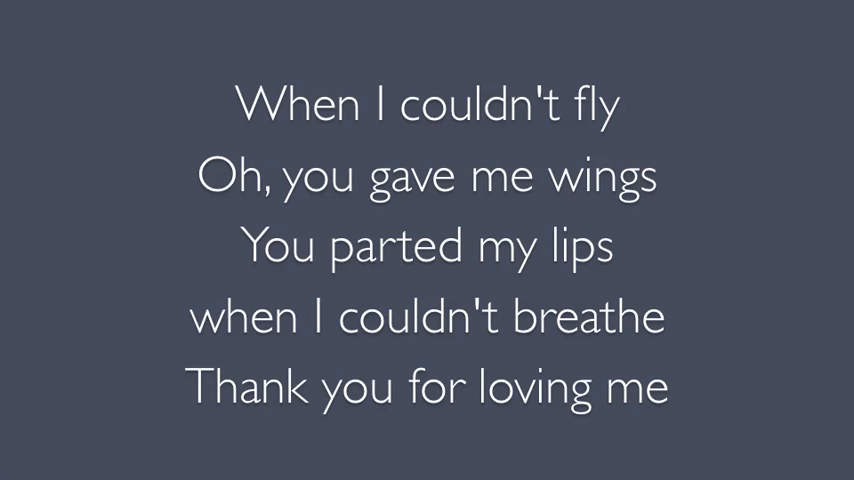 When I couldn't fly
Oh, you gave me wings
You parted my lips
when I couldn't breathe
Thank you for loving me